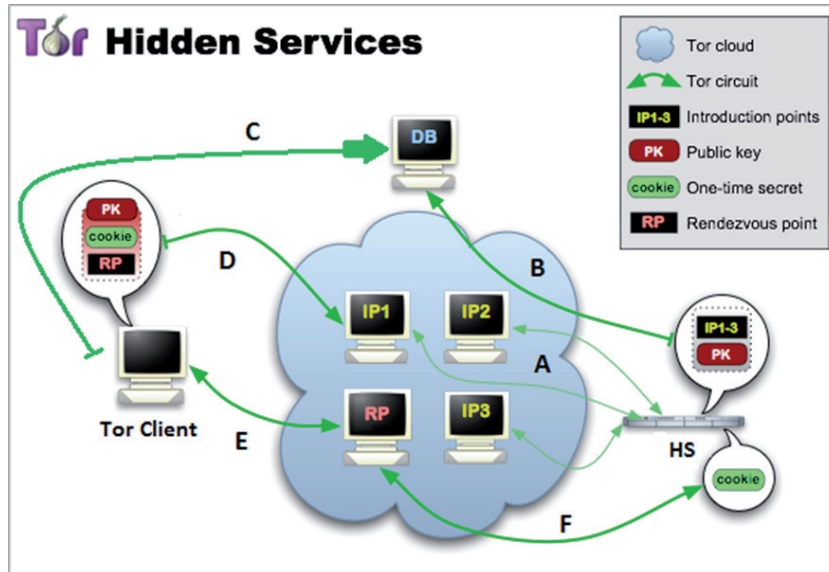 Tor Hidden Services
Tor cloud
Tor circuit
IP1-3 Introduction points
PK Public key
cookie One-time secret
RP Rendezvous point
C
DB
PK
cookie
RP
D
B
IP1
IP2
IP1-3
PK
A
RP
IP3
Tor Client
E
HS
cookie
F